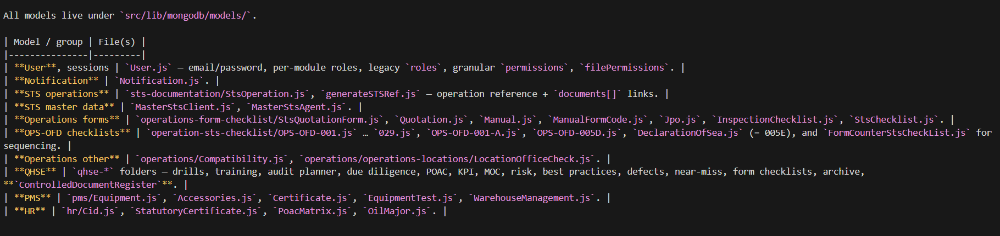 All models live under `src/lib/mongodb/models/`.
| Model / group | File(s) |
|---------------|---------|
| **User**, sessions | `User.js` — email/password, per-module roles, legacy `roles`, granular `permissions`, `filePermissions`. |
| **Notification** | `Notification.js`. |
| **STS operations** | `sts-documentation/StsOperation.js`, `generateSTSRef.js` — operation reference + `documents[]` links. |
| **STS master data** | `MasterStsClient.js`, `MasterStsAgent.js`. |
| **Operations forms** | `operations-form-checklist/StsQuotationForm.js`, `Quotation.js`, `Manual.js`, `ManualFormCode.js`, `Jpo.js`, `InspectionChecklist.js`, `StsChecklist.js`. |
| **OPS-OFD checklists** | `operation-sts-checklist/OPS-OFD-001.js` … `029.js`, `OPS-OFD-001-A.js`, `OPS-OFD-005D.js`, `DeclarationOfSea.js` (= 005E), and `FormCounterStsCheckList.js` for
sequencing. |
| **Operations other** | `operations/Compatibility.js`, `operations/operations-locations/LocationOfficeCheck.js`. |
| **QHSE** | `qhse-*` folders — drills, training, audit planner, due diligence, POAC, KPI, MOC, risk, best practices, defects, near-miss, form checklists, archive,
**`ControlledDocumentRegister`**. |
| **PMS** | `pms/Equipment.js`, `Accessories.js`, `Certificate.js`, `EquipmentTest.js`, `WarehouseManagement.js`. |
| **HR** | `hr/Cid.js`, `StatutoryCertificate.js`, `PoacMatrix.js`, `OilMajor.js`. |